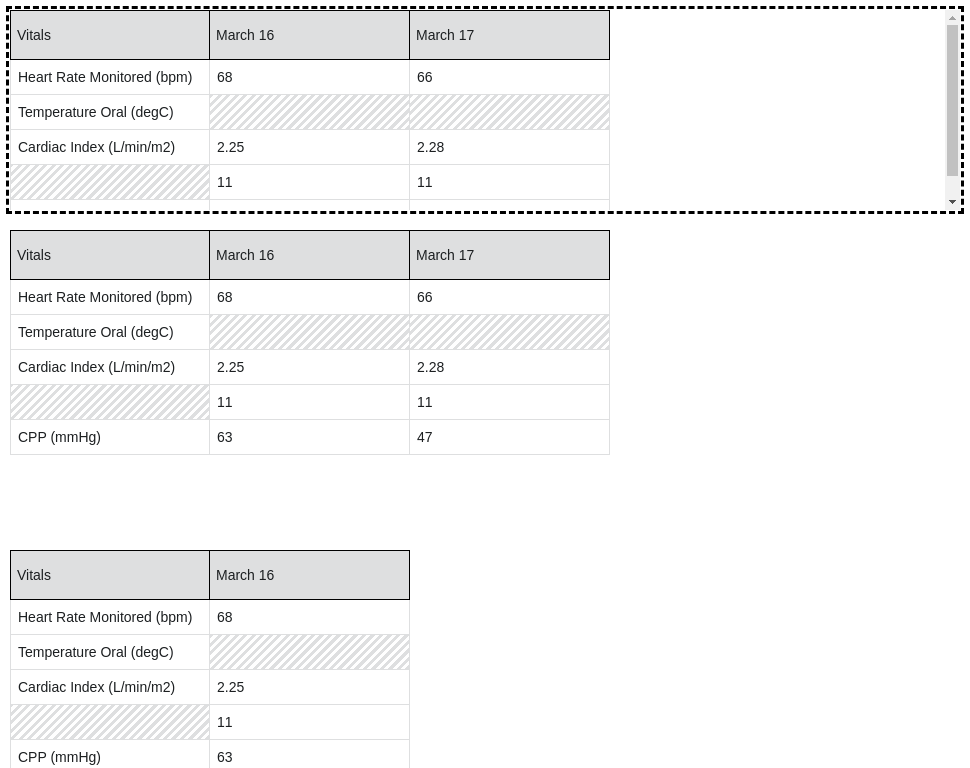 Vitals March 16 March 17
Heart Rate Monitored (bpm) 68 66
Temperature Oral (degC)
Cardiac Index (L/min/m2) 2.25 2.28
11 11
Vitals March 16 March 17
Heart Rate Monitored (bpm) 68 66
Temperature Oral (degC)
Cardiac Index (L/min/m2) 2.25 2.28
11 11
CPP (mmHg) 63 47
Vitals March 16
Heart Rate Monitored (bpm) 68
Temperature Oral (degC)
Cardiac Index (L/min/m2) 2.25
11
CPP (mmHg) 63